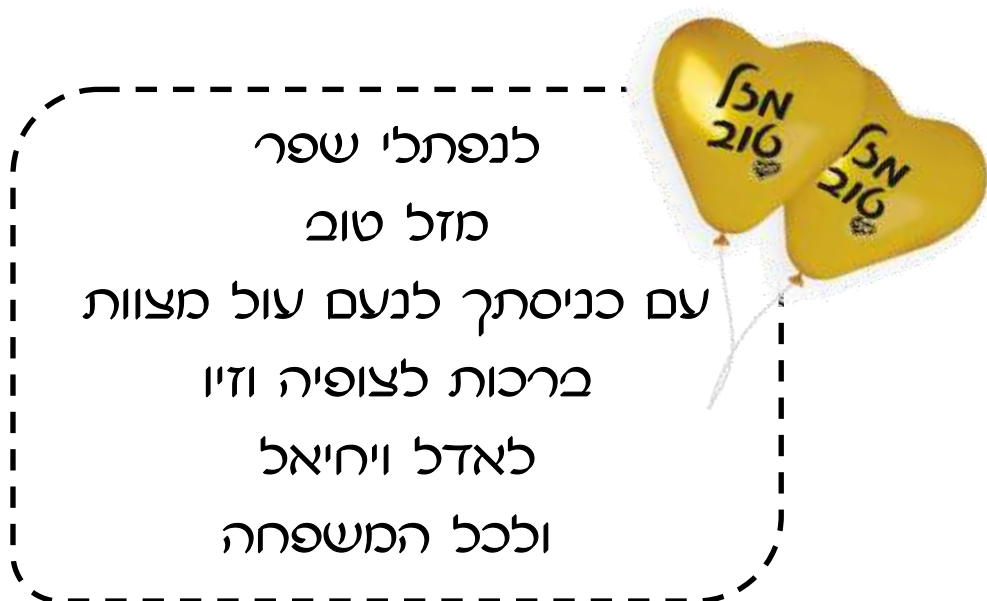 מזל
טוב
מזל
טוב
לנפתלי שפר
מזל טוב
עם כניסתך לנעם עול מצוות
ברכות לצופיה וזיו
לאדל ויחיאל
ולכל המשפחה